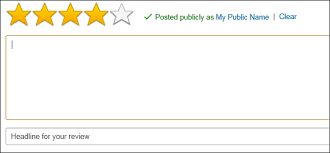 Posted publicly as My Public Name | Clear
Headline for your review